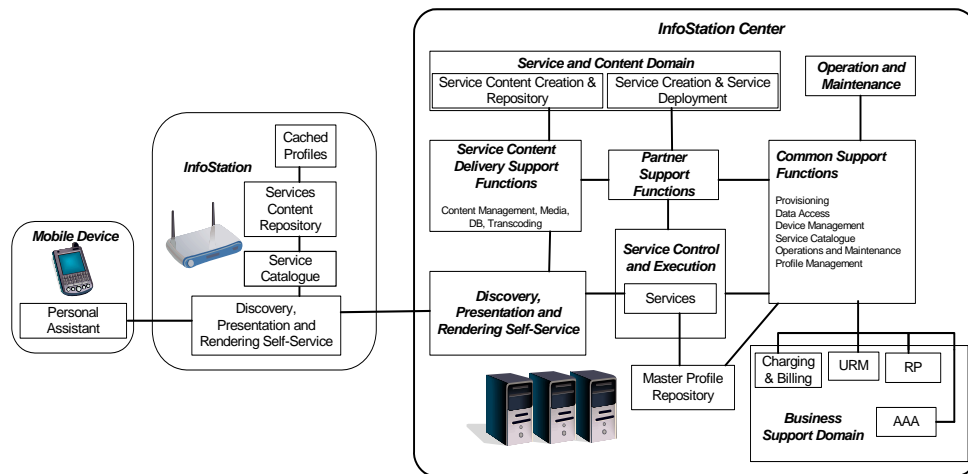 InfoStation Center
Service and Content Domain
Service Content Creation &
Repository
Service Creation & Service
Deployment
Operation and
Maintenance
Cached
Profiles
InfoStation
Services
Content
Repository
Service
Catalogue
Discovery,
Presentation and
Rendering Self-Service
Mobile Device
Personal
Assistant
Service Content
Delivery Support
Functions
Content Management, Media,
DB, Transcoding
Partner
Support
Functions
Common Support
Functions
Provisioning
Data Access
Device Management
Service Catalogue
Operations and Maintenance
Profile Management
Service Control
and Execution
Services
Discovery,
Presentation and
Rendering Self-Service
Master Profile
Repository
Charging
& Billing
URM
RP
AAA
Business
Support Domain